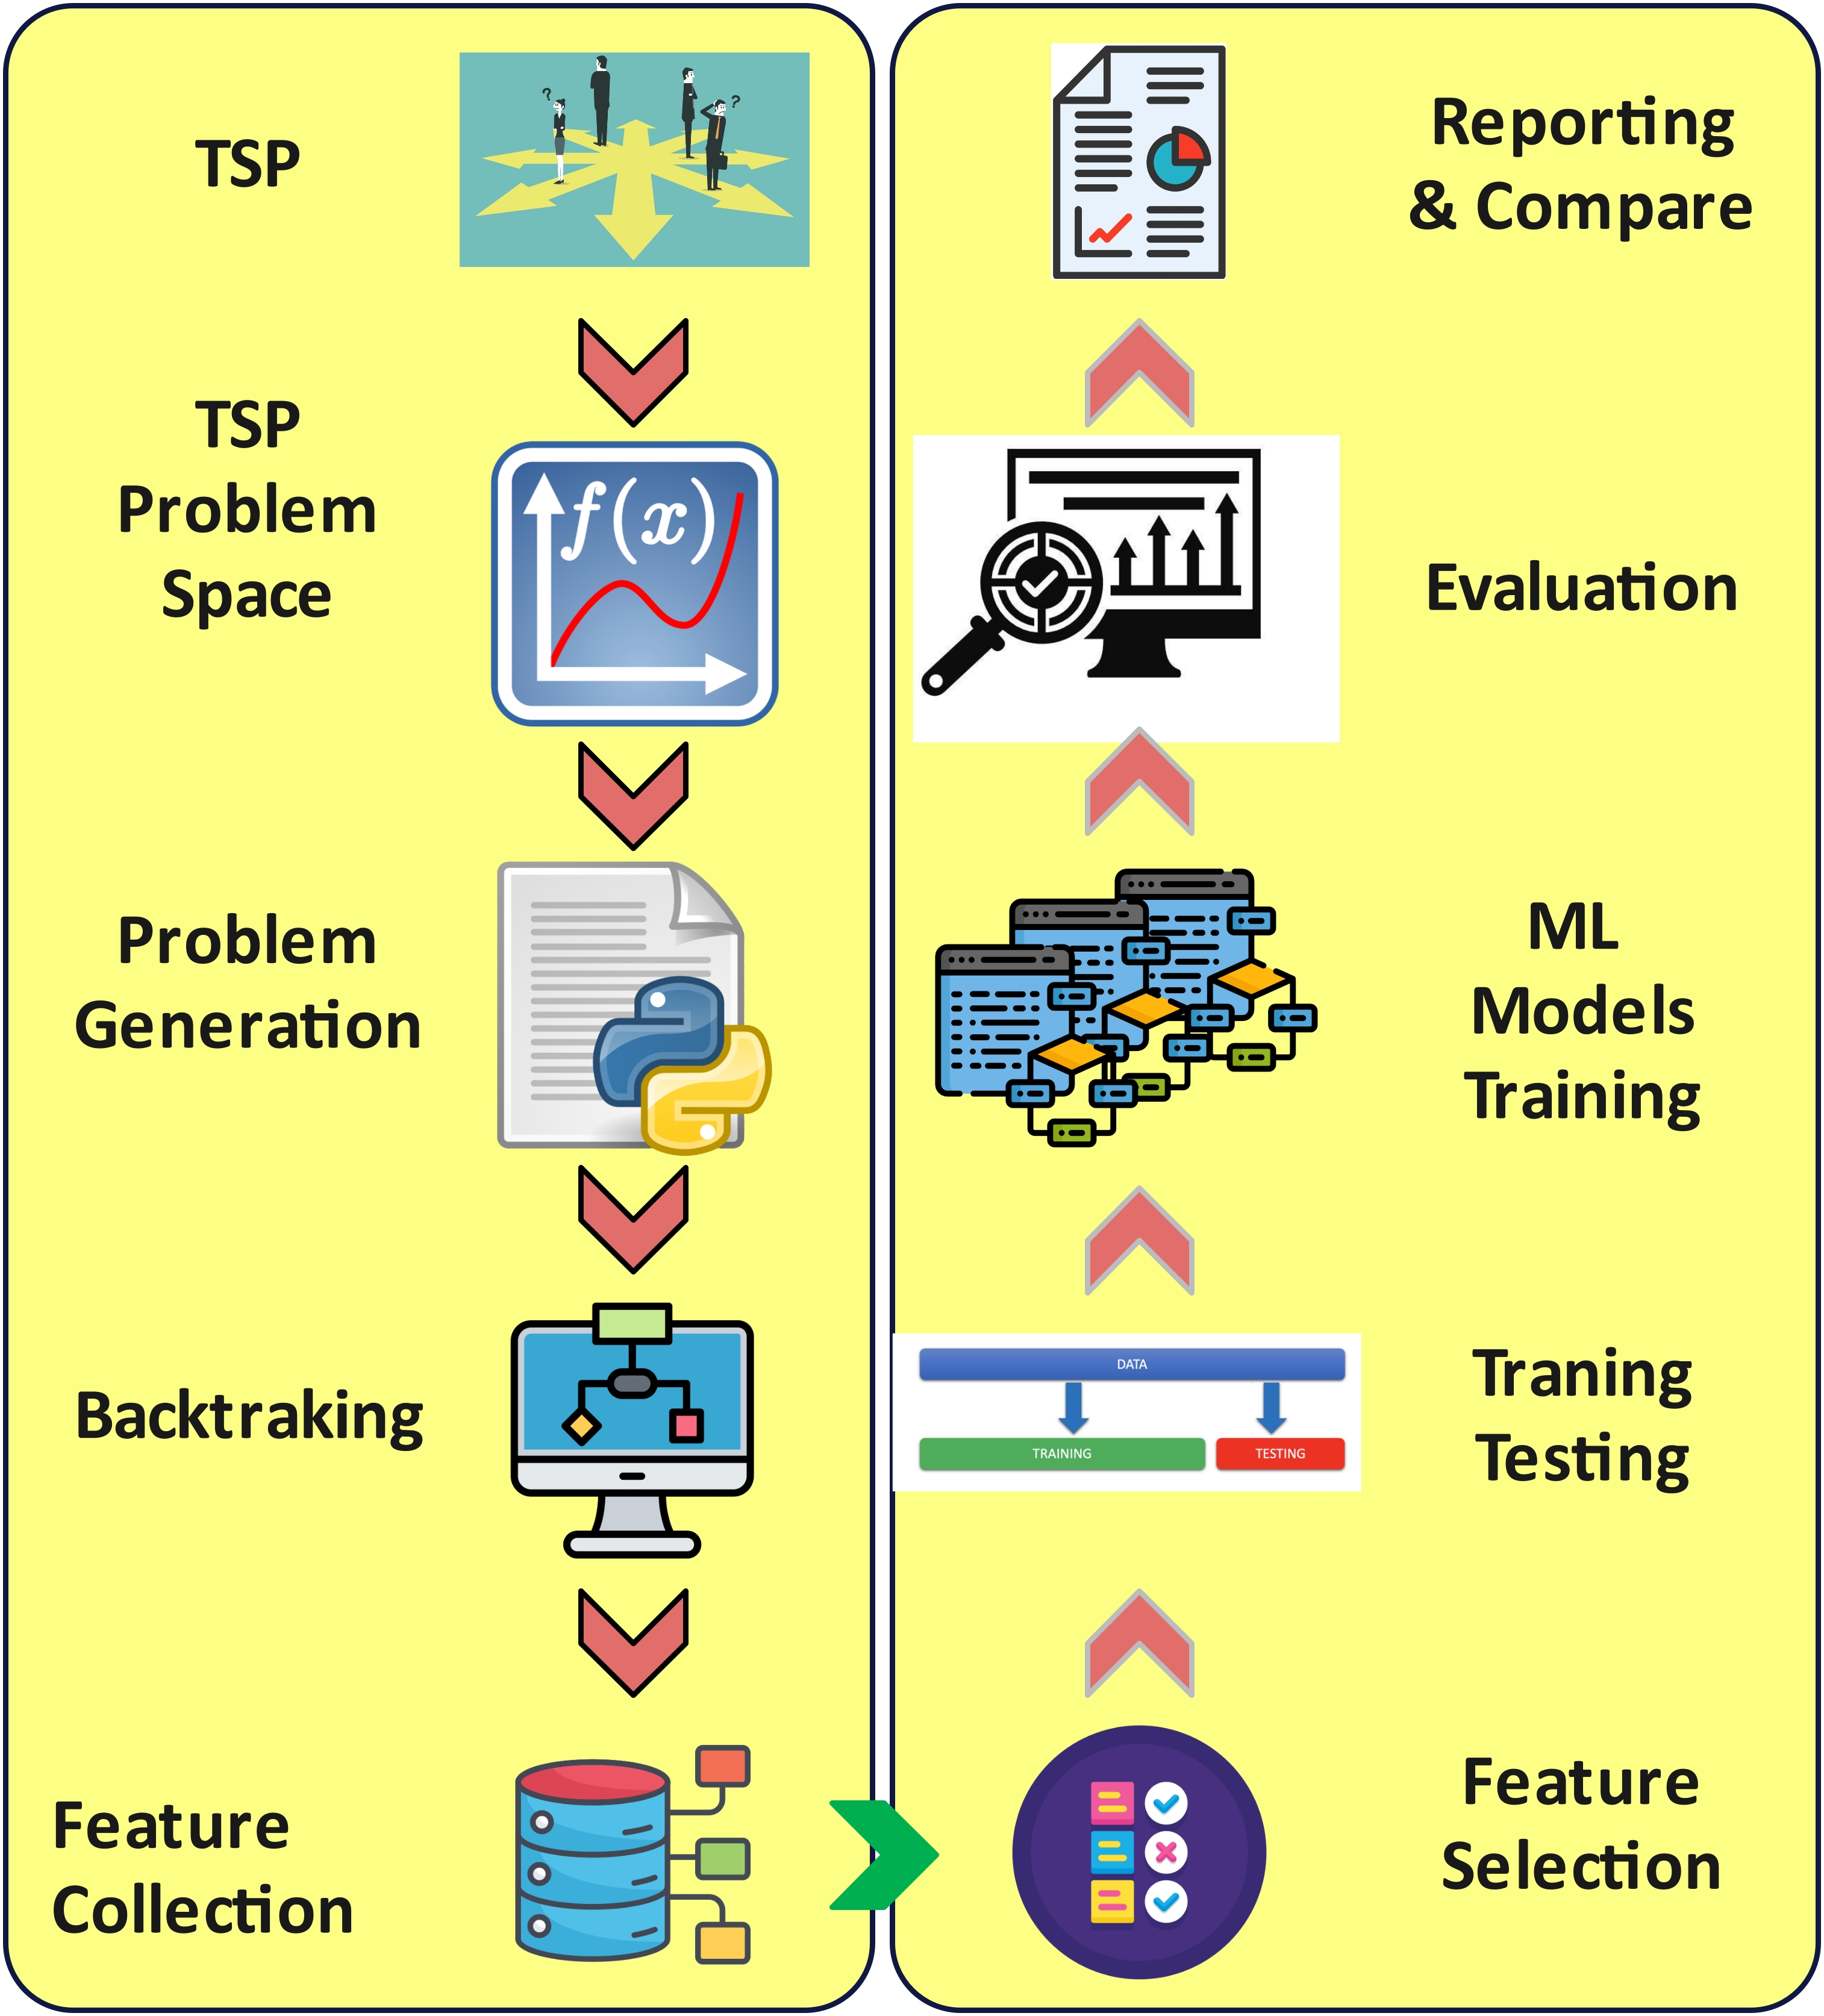 TSP
? ?
TSP
Problem
Space
f(x)
Problem
Generation
Backtraking
Feature
Collection
Feature
Selection
Traning
Testing
DATA
TRAINING TESTING
ML
Models
Training
Evaluation
Reporting
& Compare